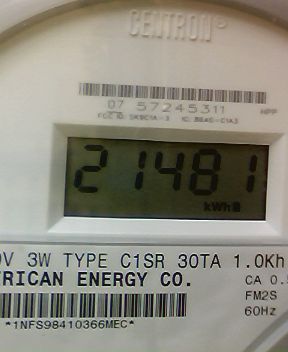 CENTRON®
07 57245311
HPP
21481
kWh
0V 3W TYPE C1SR 30TA 1.0Kh
RICAN ENERGY CO.
CA 0.
FM2S
60Hz
*1NFS98410366MEC*